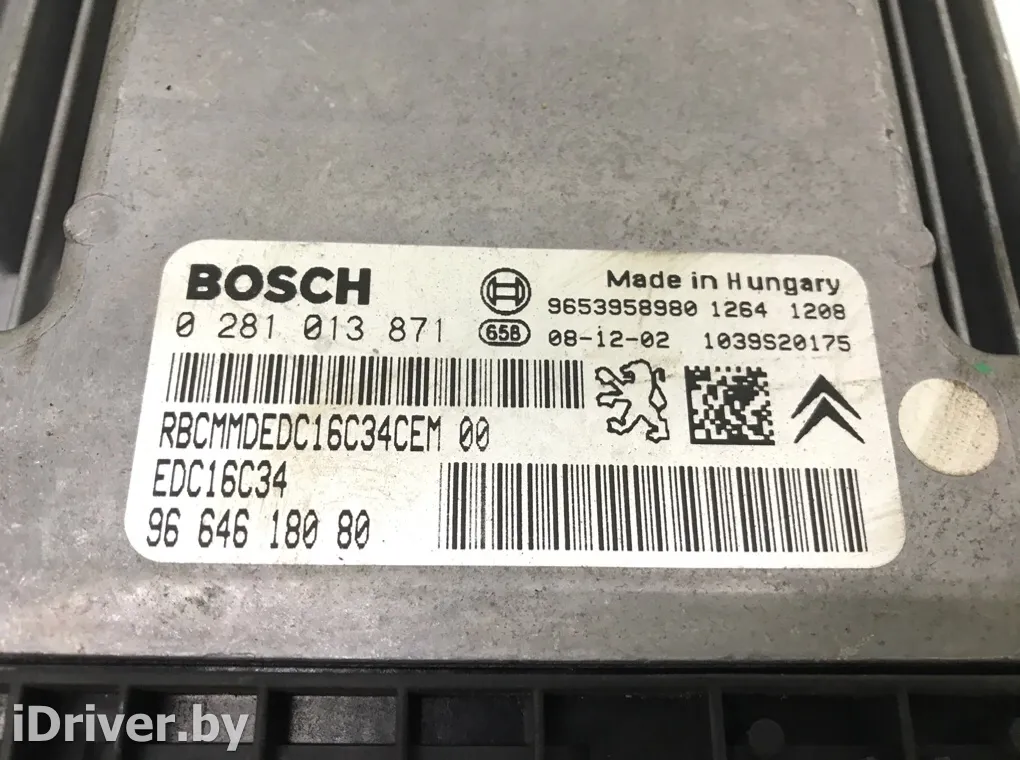 BOSCH
0 281 013 871
Made in Hungary
9653958980 1264 1208
65B 08-12-02 1039S20175
RBCMMDEDC16C34CEM 00
EDC16C34
96 646 180 80
iDriver.by